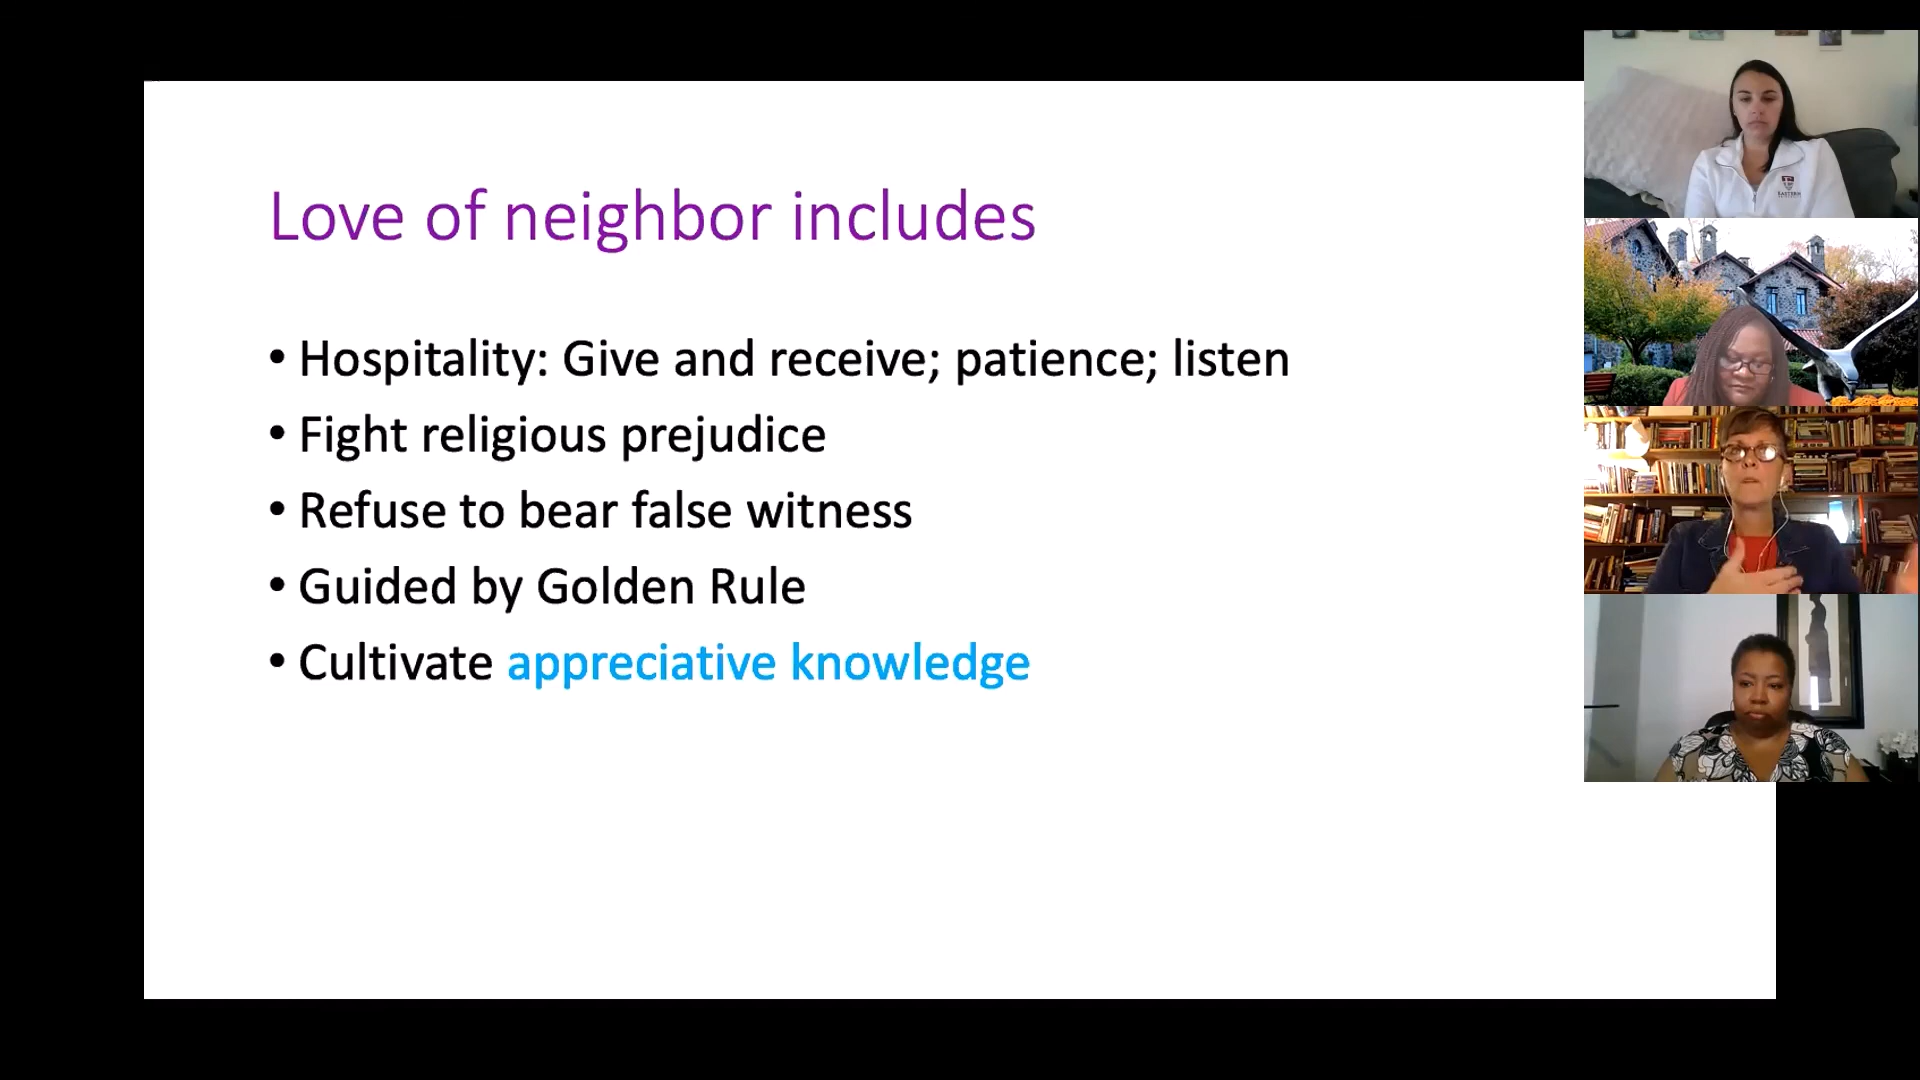 Love of neighbor includes
• Hospitality: Give and receive; patience; listen
• Fight religious prejudice
• Refuse to bear false witness
• Guided by Golden Rule
• Cultivate appreciative knowledge
EASTERN